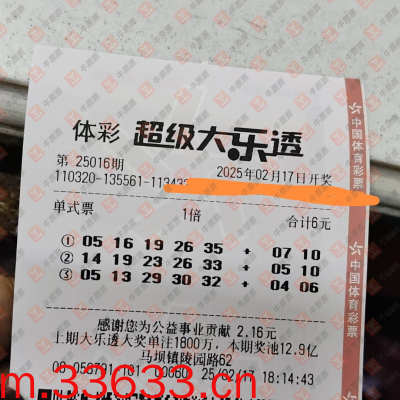 体彩 超级大乐透
第 25016期 2025年02月17日开奖
110320-135561-113433
单式票 1倍 合计6元
① 05 16 19 26 35 + 07 10
② 14 19 23 26 33 + 05 10
③ 05 13 29 30 32 + 04 06
感谢您为公益事业贡献 2.16元
上期大乐透大奖单注1800万,本期奖池12.9亿
马坝镇陵园路62
25/02/17 18:14:43
m.33633.cn
中国体育彩票
中国体育彩票